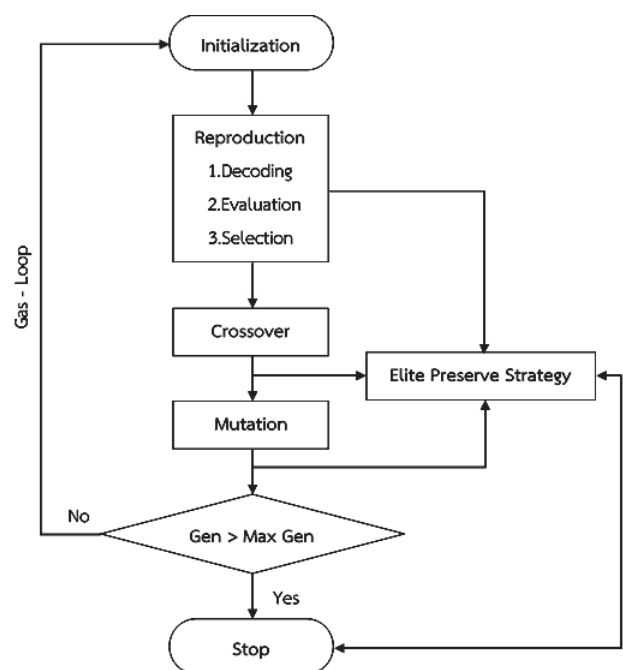 Initialization
Reproduction
1.Decoding
2.Evaluation
3.Selection
Gas - Loop
Crossover
Elite Preserve Strategy
Mutation
No
Gen > Max Gen
Yes
Stop